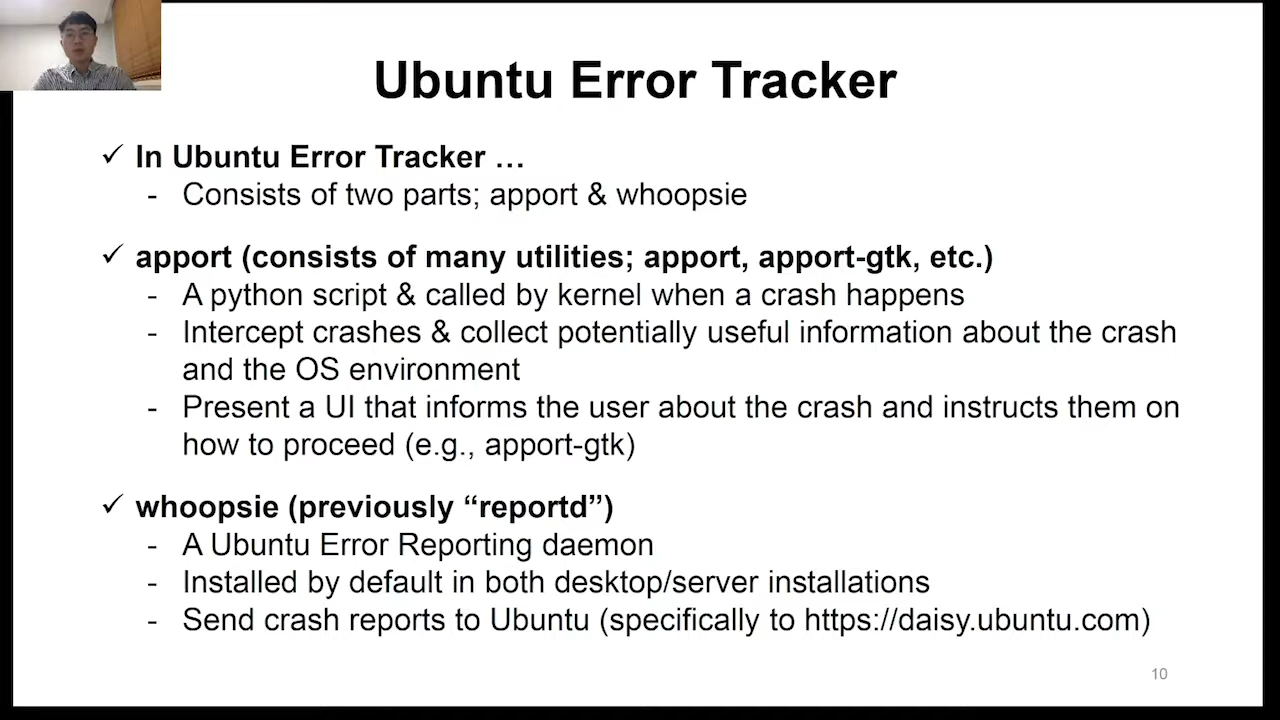 Ubuntu Error Tracker
✓ In Ubuntu Error Tracker …
- Consists of two parts; apport & whoopsie
✓ apport (consists of many utilities; apport, apport-gtk, etc.)
- A python script & called by kernel when a crash happens
- Intercept crashes & collect potentially useful information about the crash
and the OS environment
- Present a UI that informs the user about the crash and instructs them on
how to proceed (e.g., apport-gtk)
✓ whoopsie (previously “reportd”)
- A Ubuntu Error Reporting daemon
- Installed by default in both desktop/server installations
- Send crash reports to Ubuntu (specifically to https://daisy.ubuntu.com)
10